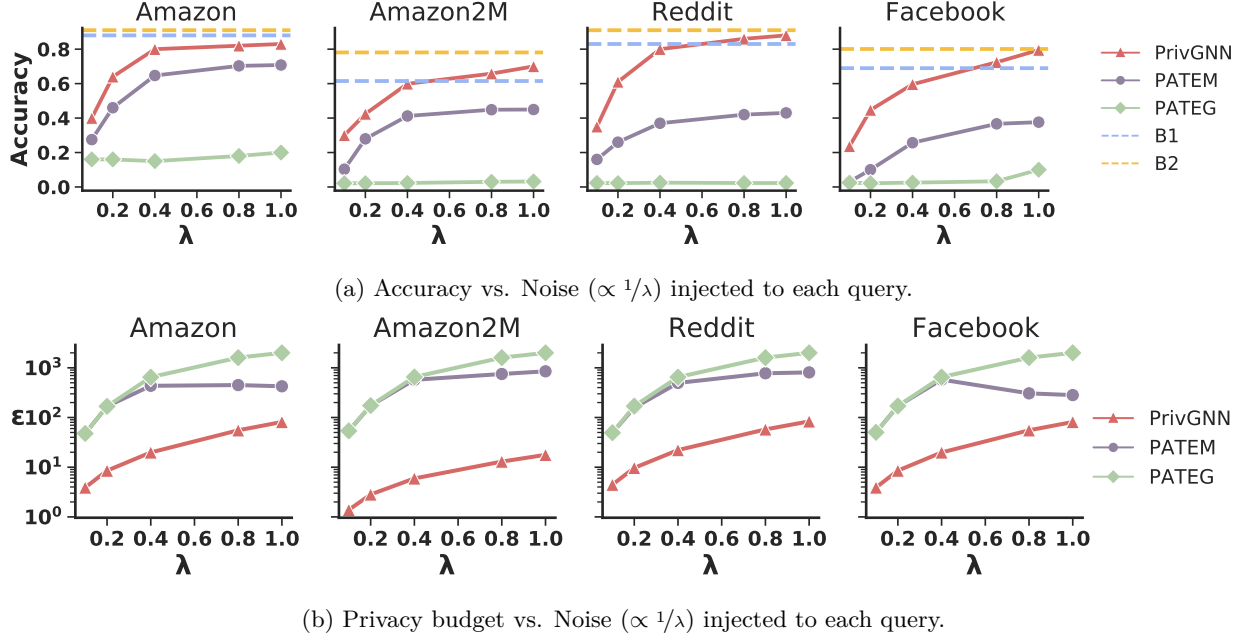 Amazon Amazon2M Reddit Facebook
Accuracy
0.8
0.6
0.4
0.2
0.0
0.2 0.4 0.6 0.8 1.0 0.2 0.4 0.6 0.8 1.0 0.2 0.4 0.6 0.8 1.0 0.2 0.4 0.6 0.8 1.0
λ λ λ λ
PrivGNN
PATEM
PATEG
B1
B2
(a) Accuracy vs. Noise (∝ 1/λ) injected to each query.
Amazon Amazon2M Reddit Facebook
ε
10³
10²
10¹
10⁰
0.2 0.4 0.6 0.8 1.0 0.2 0.4 0.6 0.8 1.0 0.2 0.4 0.6 0.8 1.0 0.2 0.4 0.6 0.8 1.0
λ λ λ λ
PrivGNN
PATEM
PATEG
(b) Privacy budget vs. Noise (∝ 1/λ) injected to each query.